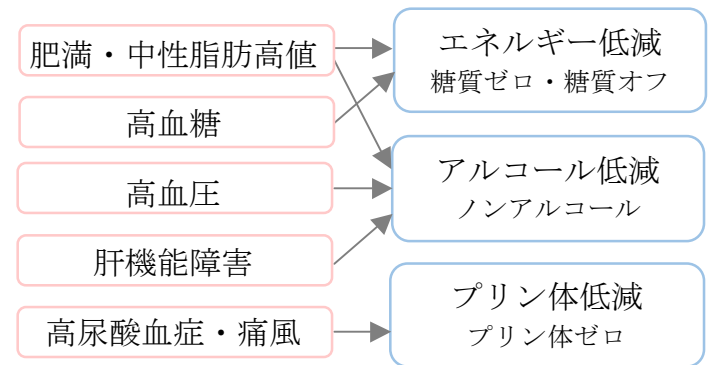 肥満・中性脂肪高値
高血糖
高血圧
肝機能障害
高尿酸血症・痛風
エネルギー低減
糖質ゼロ・糖質オフ
アルコール低減
ノンアルコール
プリン体低減
プリン体ゼロ